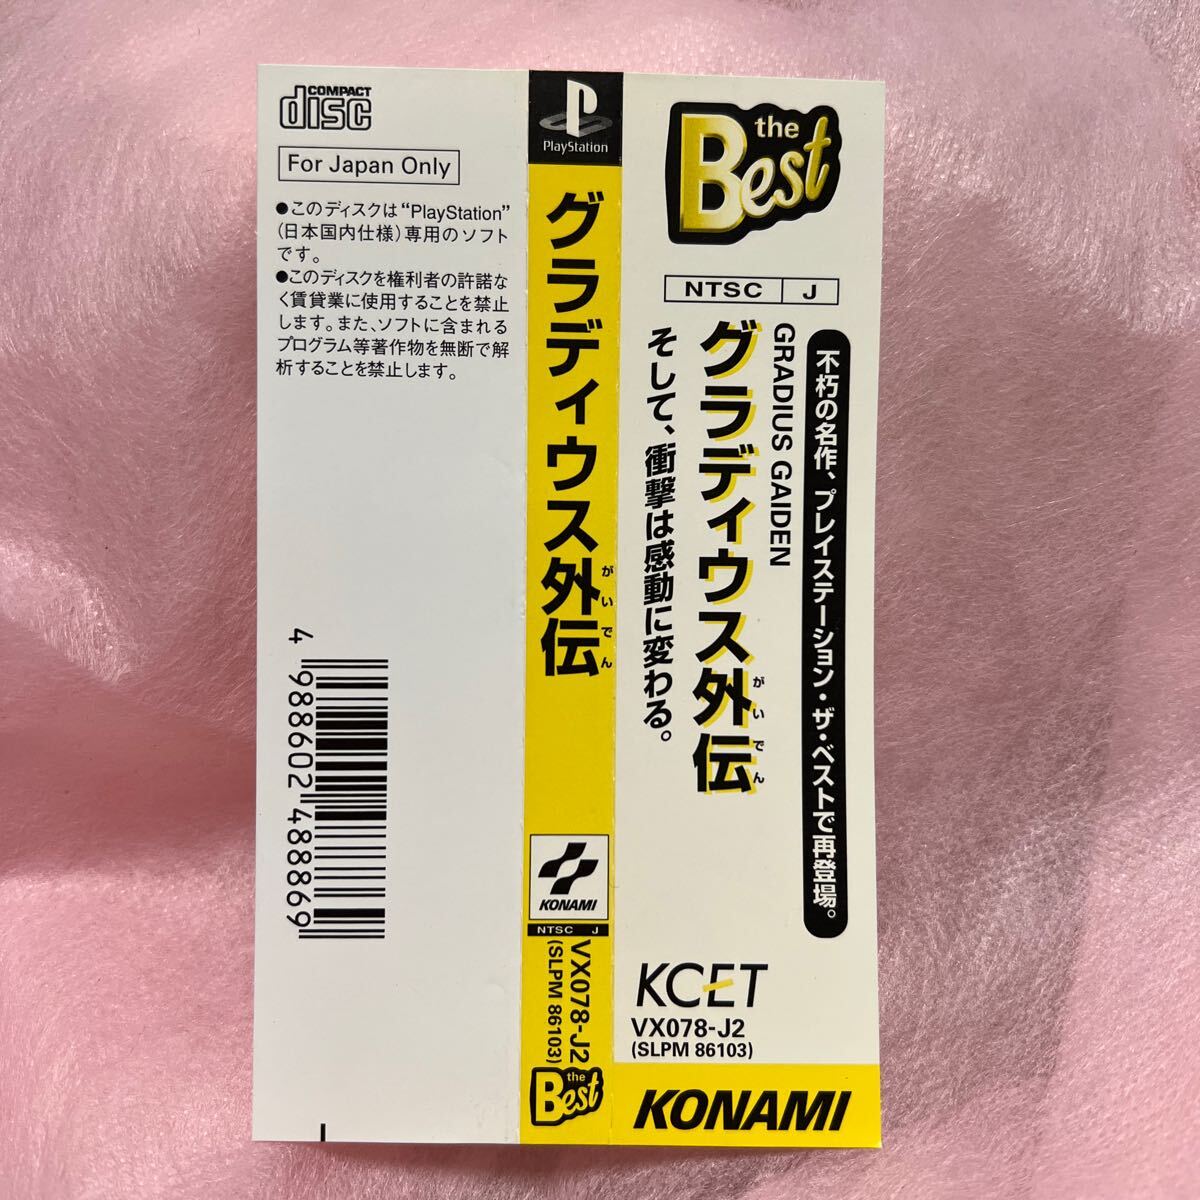 COMPACT
disc
For Japan Only
●このディスクは“PlayStation”
(日本国内仕様)専用のソフト
です。
●このディスクを権利者の許諾な
く賃貸業に使用することを禁止
します。また、ソフトに含まれる
プログラム等著作物を無断で解
析することを禁止します。
4 988602 488869
PlayStation
グラディウス外伝
がいでん
KONAMI
NTSC J
VX078-J2
(SLPM 86103)
the
Best
the
Best
NTSC J
不朽の名作、プレイステーション・ザ・ベストで再登場。
GRADIUS GAIDEN
グラディウス外伝
がいでん
そして、衝撃は感動に変わる。
KCET
VX078-J2
(SLPM 86103)
KONAMI